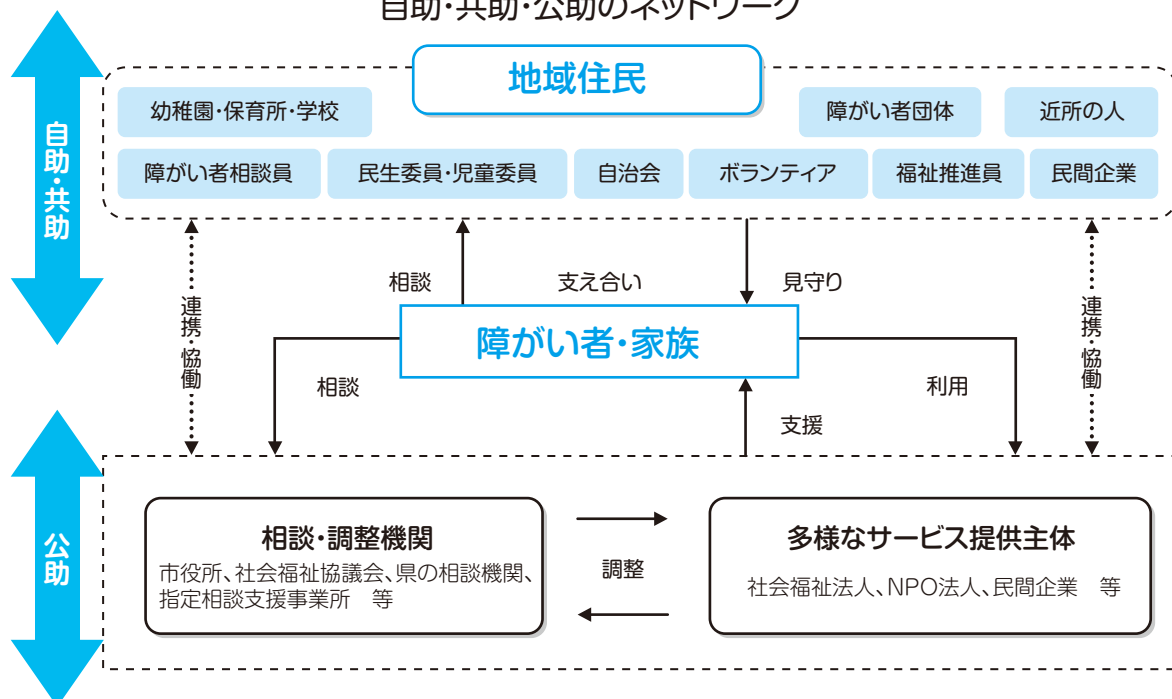 自助・共助・公助のネットワーク
自助・共助
地域住民
幼稚園・保育所・学校
障がい者団体
近所の人
障がい者相談員
民生委員・児童委員
自治会
ボランティア
福祉推進員
民間企業
連携・協働
相談
支え合い
見守り
連携・協働
障がい者・家族
相談
利用
支援
公助
相談・調整機関
市役所、社会福祉協議会、県の相談機関、
指定相談支援事業所　等
調整
多様なサービス提供主体
社会福祉法人、NPO法人、民間企業　等